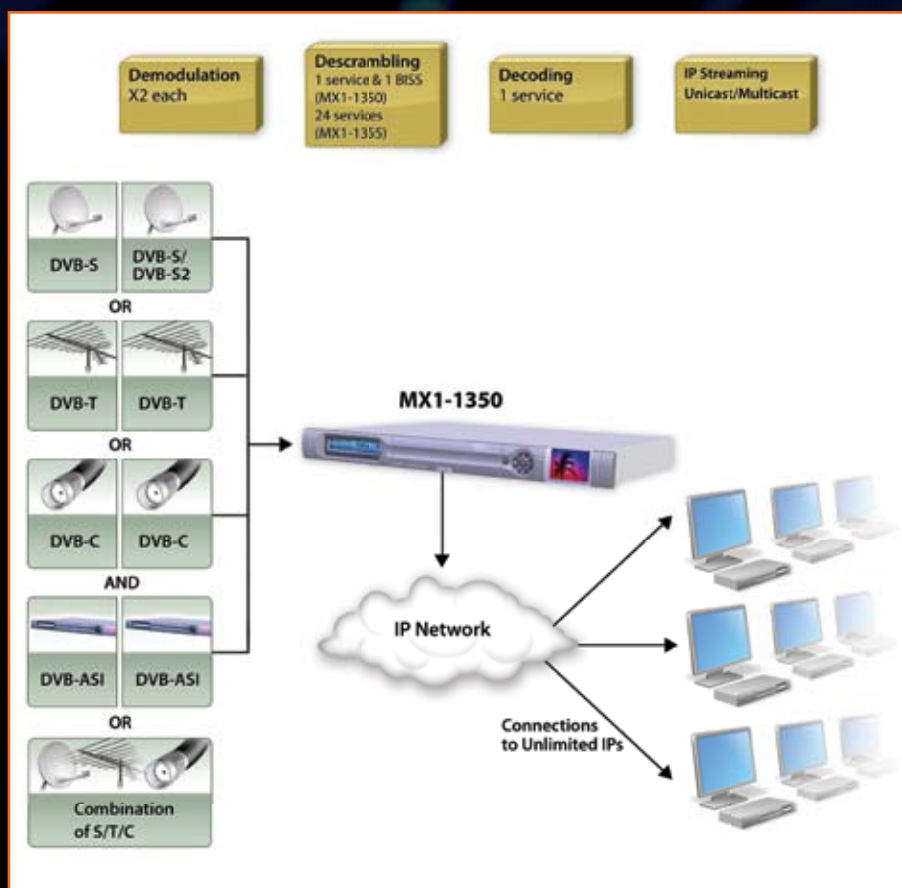 Demodulation
X2 each
Descrambling
1 service & 1 BISS
(MX1-1350)
24 services
(MX1-1355)
Decoding
1 service
IP Streaming
Unicast/Multicast
DVB-S
DVB-S/
DVB-S2
OR
DVB-T
DVB-T
OR
DVB-C
DVB-C
AND
DVB-ASI
DVB-ASI
OR
Combination
of S/T/C
MX1-1350
IP Network
Connections
to Unlimited IPs